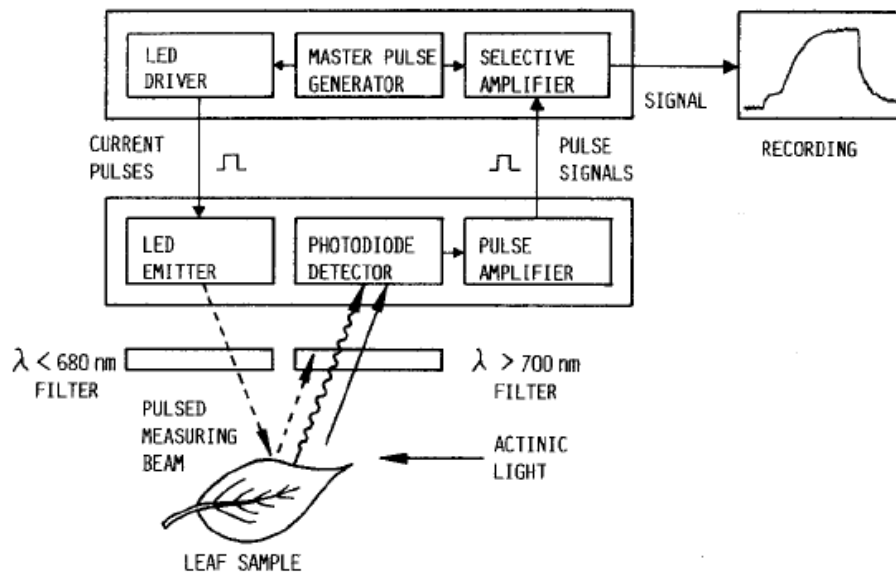 LED
DRIVER
MASTER PULSE
GENERATOR
SELECTIVE
AMPLIFIER
SIGNAL
RECORDING
CURRENT
PULSES
PULSE
SIGNALS
LED
EMITTER
PHOTODIODE
DETECTOR
PULSE
AMPLIFIER
λ < 680 nm
FILTER
λ > 700 nm
FILTER
PULSED
MEASURING
BEAM
ACTINIC
LIGHT
LEAF SAMPLE